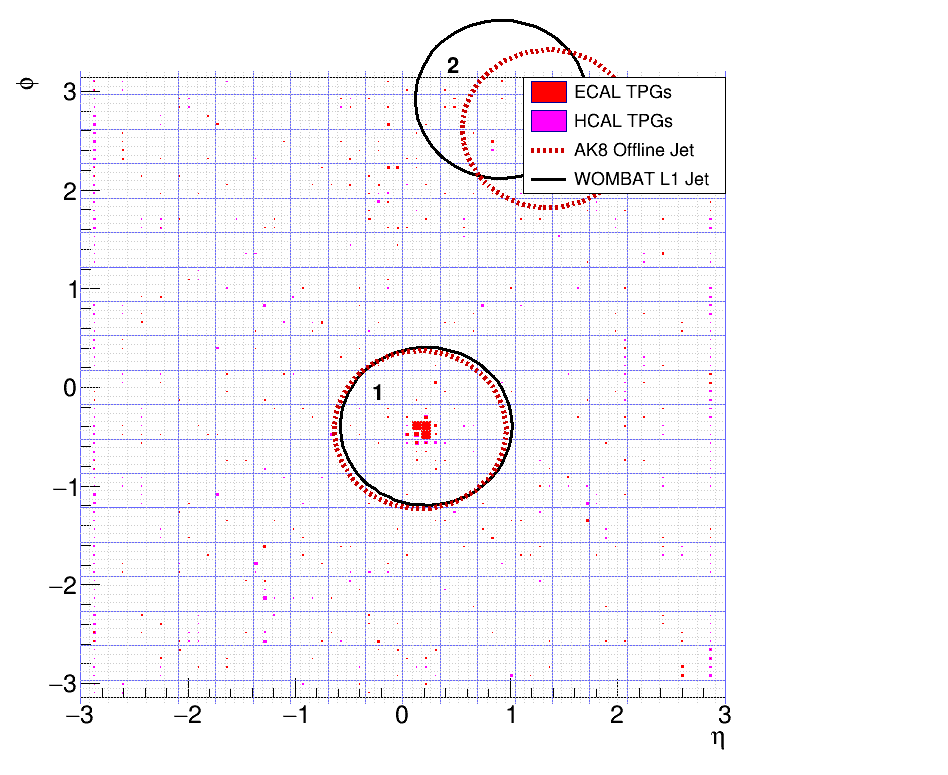 2
ϕ
3
ECAL TPGs
HCAL TPGs
AK8 Offline Jet
WOMBAT L1 Jet
2
1
0
1
−1
−2
−3
−3 −2 −1 0 1 2 3
η